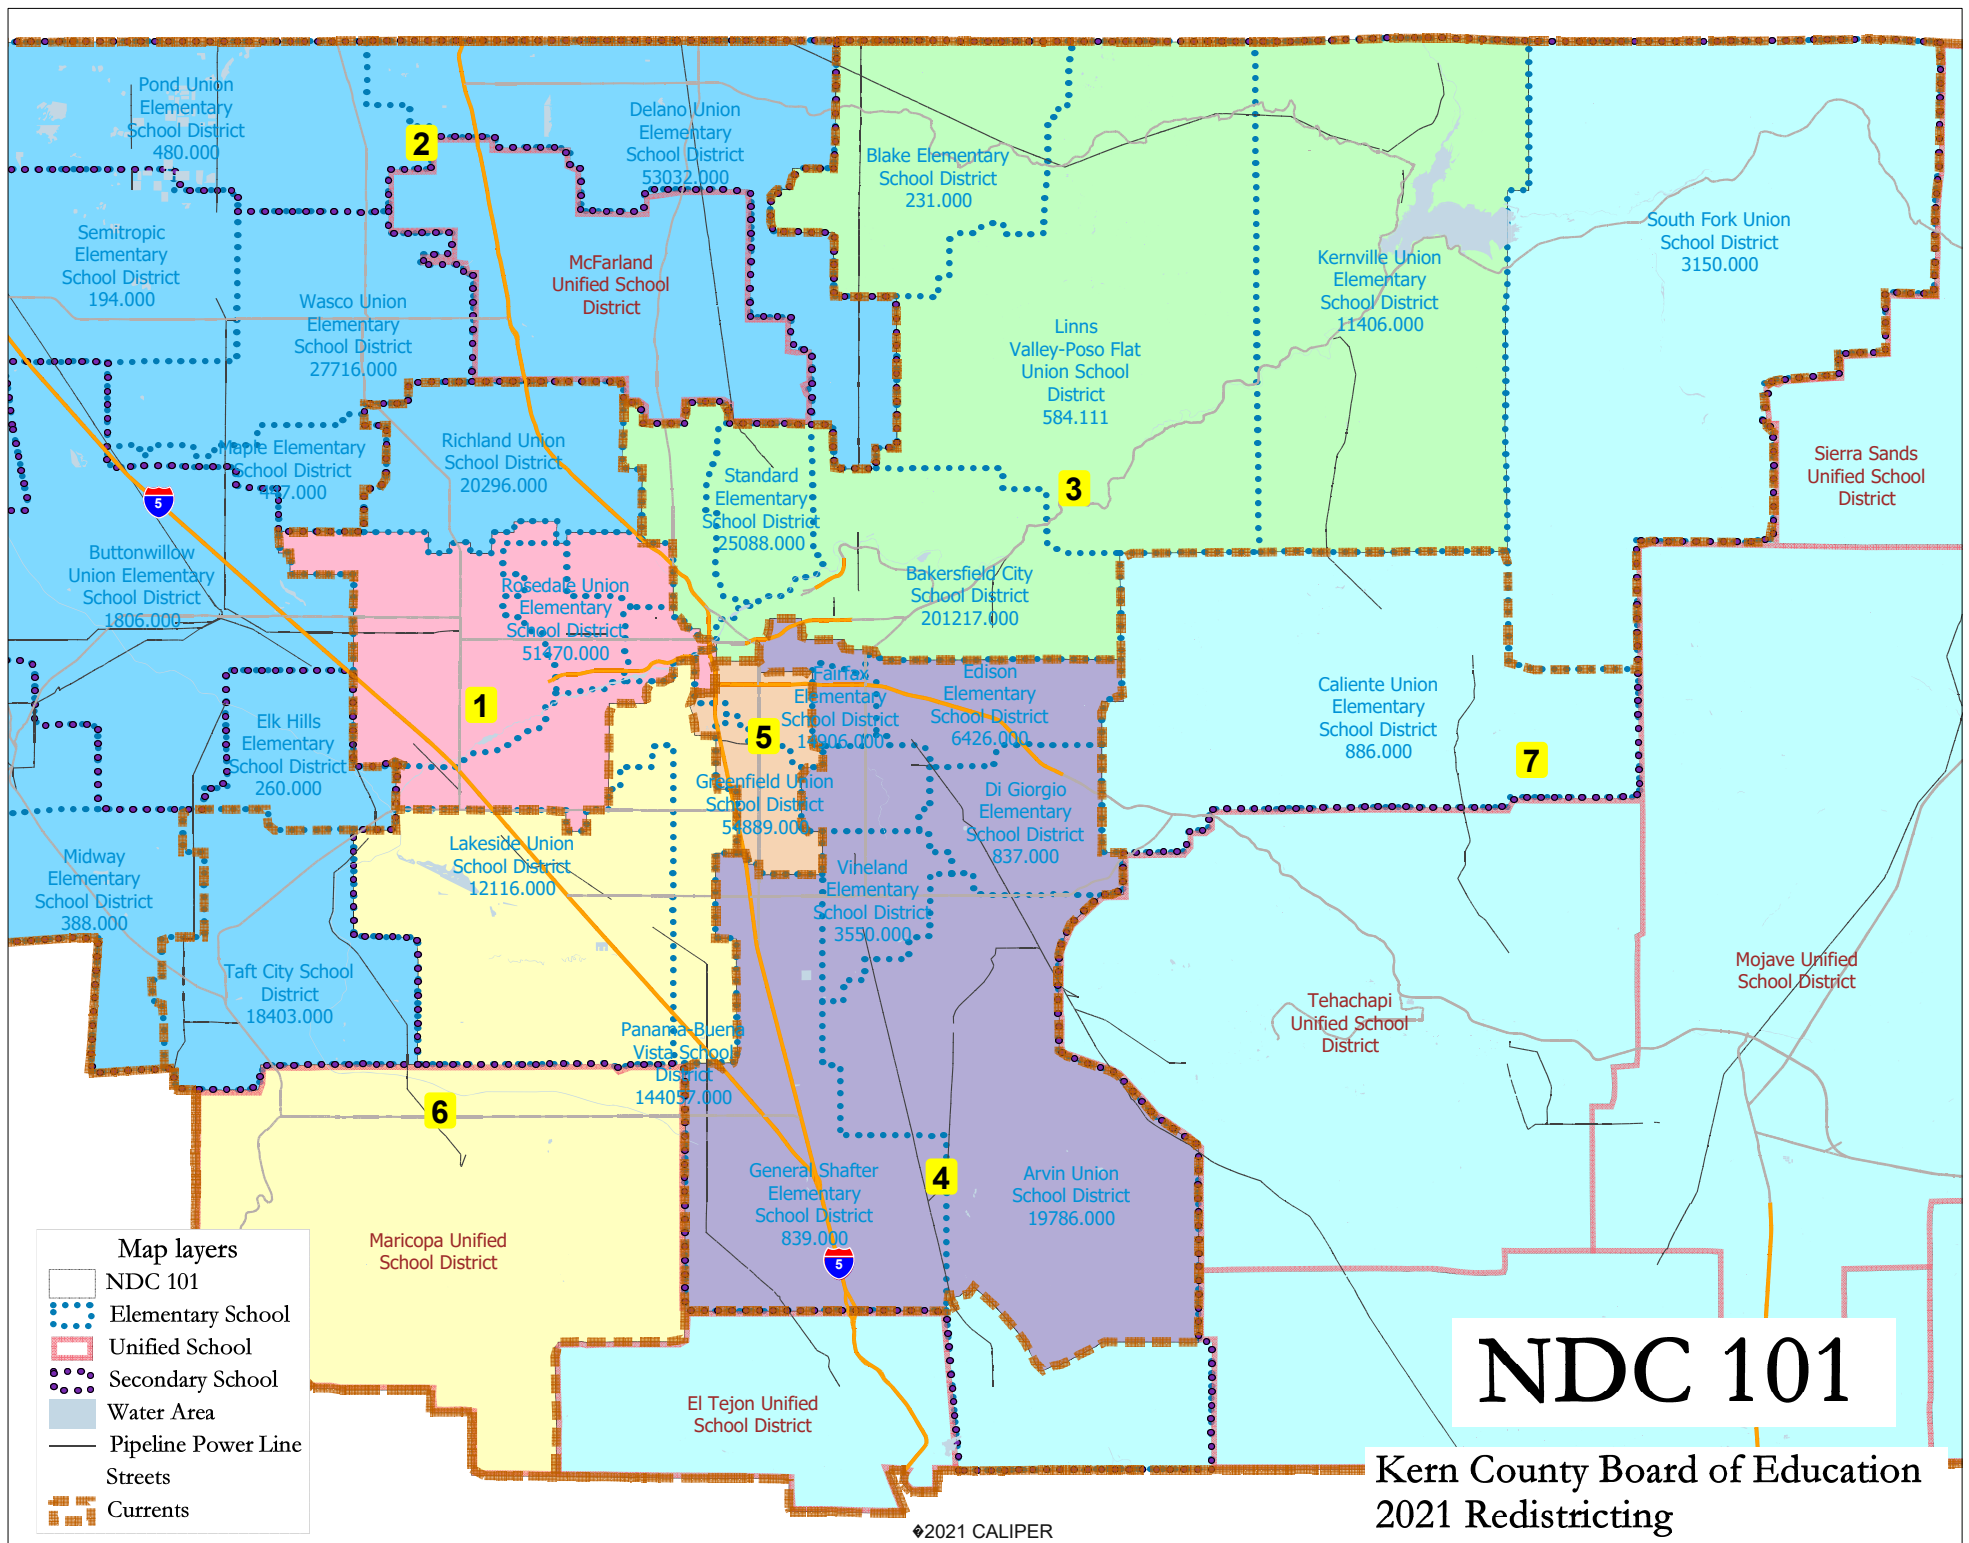 Pond Union
Elementary
School District
480.000
2
Delano Union
Elementary
School District
53032.000
Blake Elementary
School District
231.000
Semitropic
Elementary
School District
194.000
McFarland
Unified School
District
Wasco Union
Elementary
School District
27716.000
Kernville Union
Elementary
School District
11406.000
South Fork Union
School District
3150.000
Linns
Valley-Poso Flat
Union School
District
584.111
Maple Elementary
School District
Richland Union
School District
20296.000
Standard
Elementary
School District
25088.000
3
Sierra Sands
Unified School
District
5
Buttonwillow
Union Elementary
School District
1806.000
Rosedale Union
Elementary
School District
51470.000
Bakersfield City
School District
201217.000
1
Elk Hills
Elementary
School District
260.000
5
Fairfax
Elementary
School District
Edison
Elementary
School District
6426.000
Caliente Union
Elementary
School District
886.000
7
Greenfield Union
School District
54889.000
Di Giorgio
Elementary
School District
837.000
Midway
Elementary
School District
388.000
Lakeside Union
School District
12116.000
Vineland
Elementary
School District
3550.000
Taft City School
District
18403.000
Panama-Buena
Vista School
District
144057.000
Tehachapi
Unified School
District
Mojave Unified
School District
6
General Shafter
Elementary
School District
839.000
4
Arvin Union
School District
19786.000
5
Maricopa Unified
School District
El Tejon Unified
School District
Map layers
NDC 101
Elementary School
Unified School
Secondary School
Water Area
Pipeline Power Line
Streets
Currents
NDC 101
Kern County Board of Education
2021 Redistricting
�2021 CALIPER